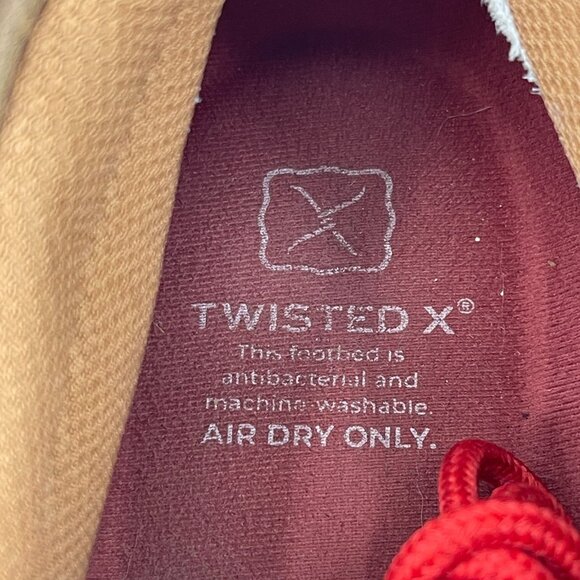 TWISTED X®
This footbed is
antibacterial and
machine-washable.
AIR DRY ONLY.